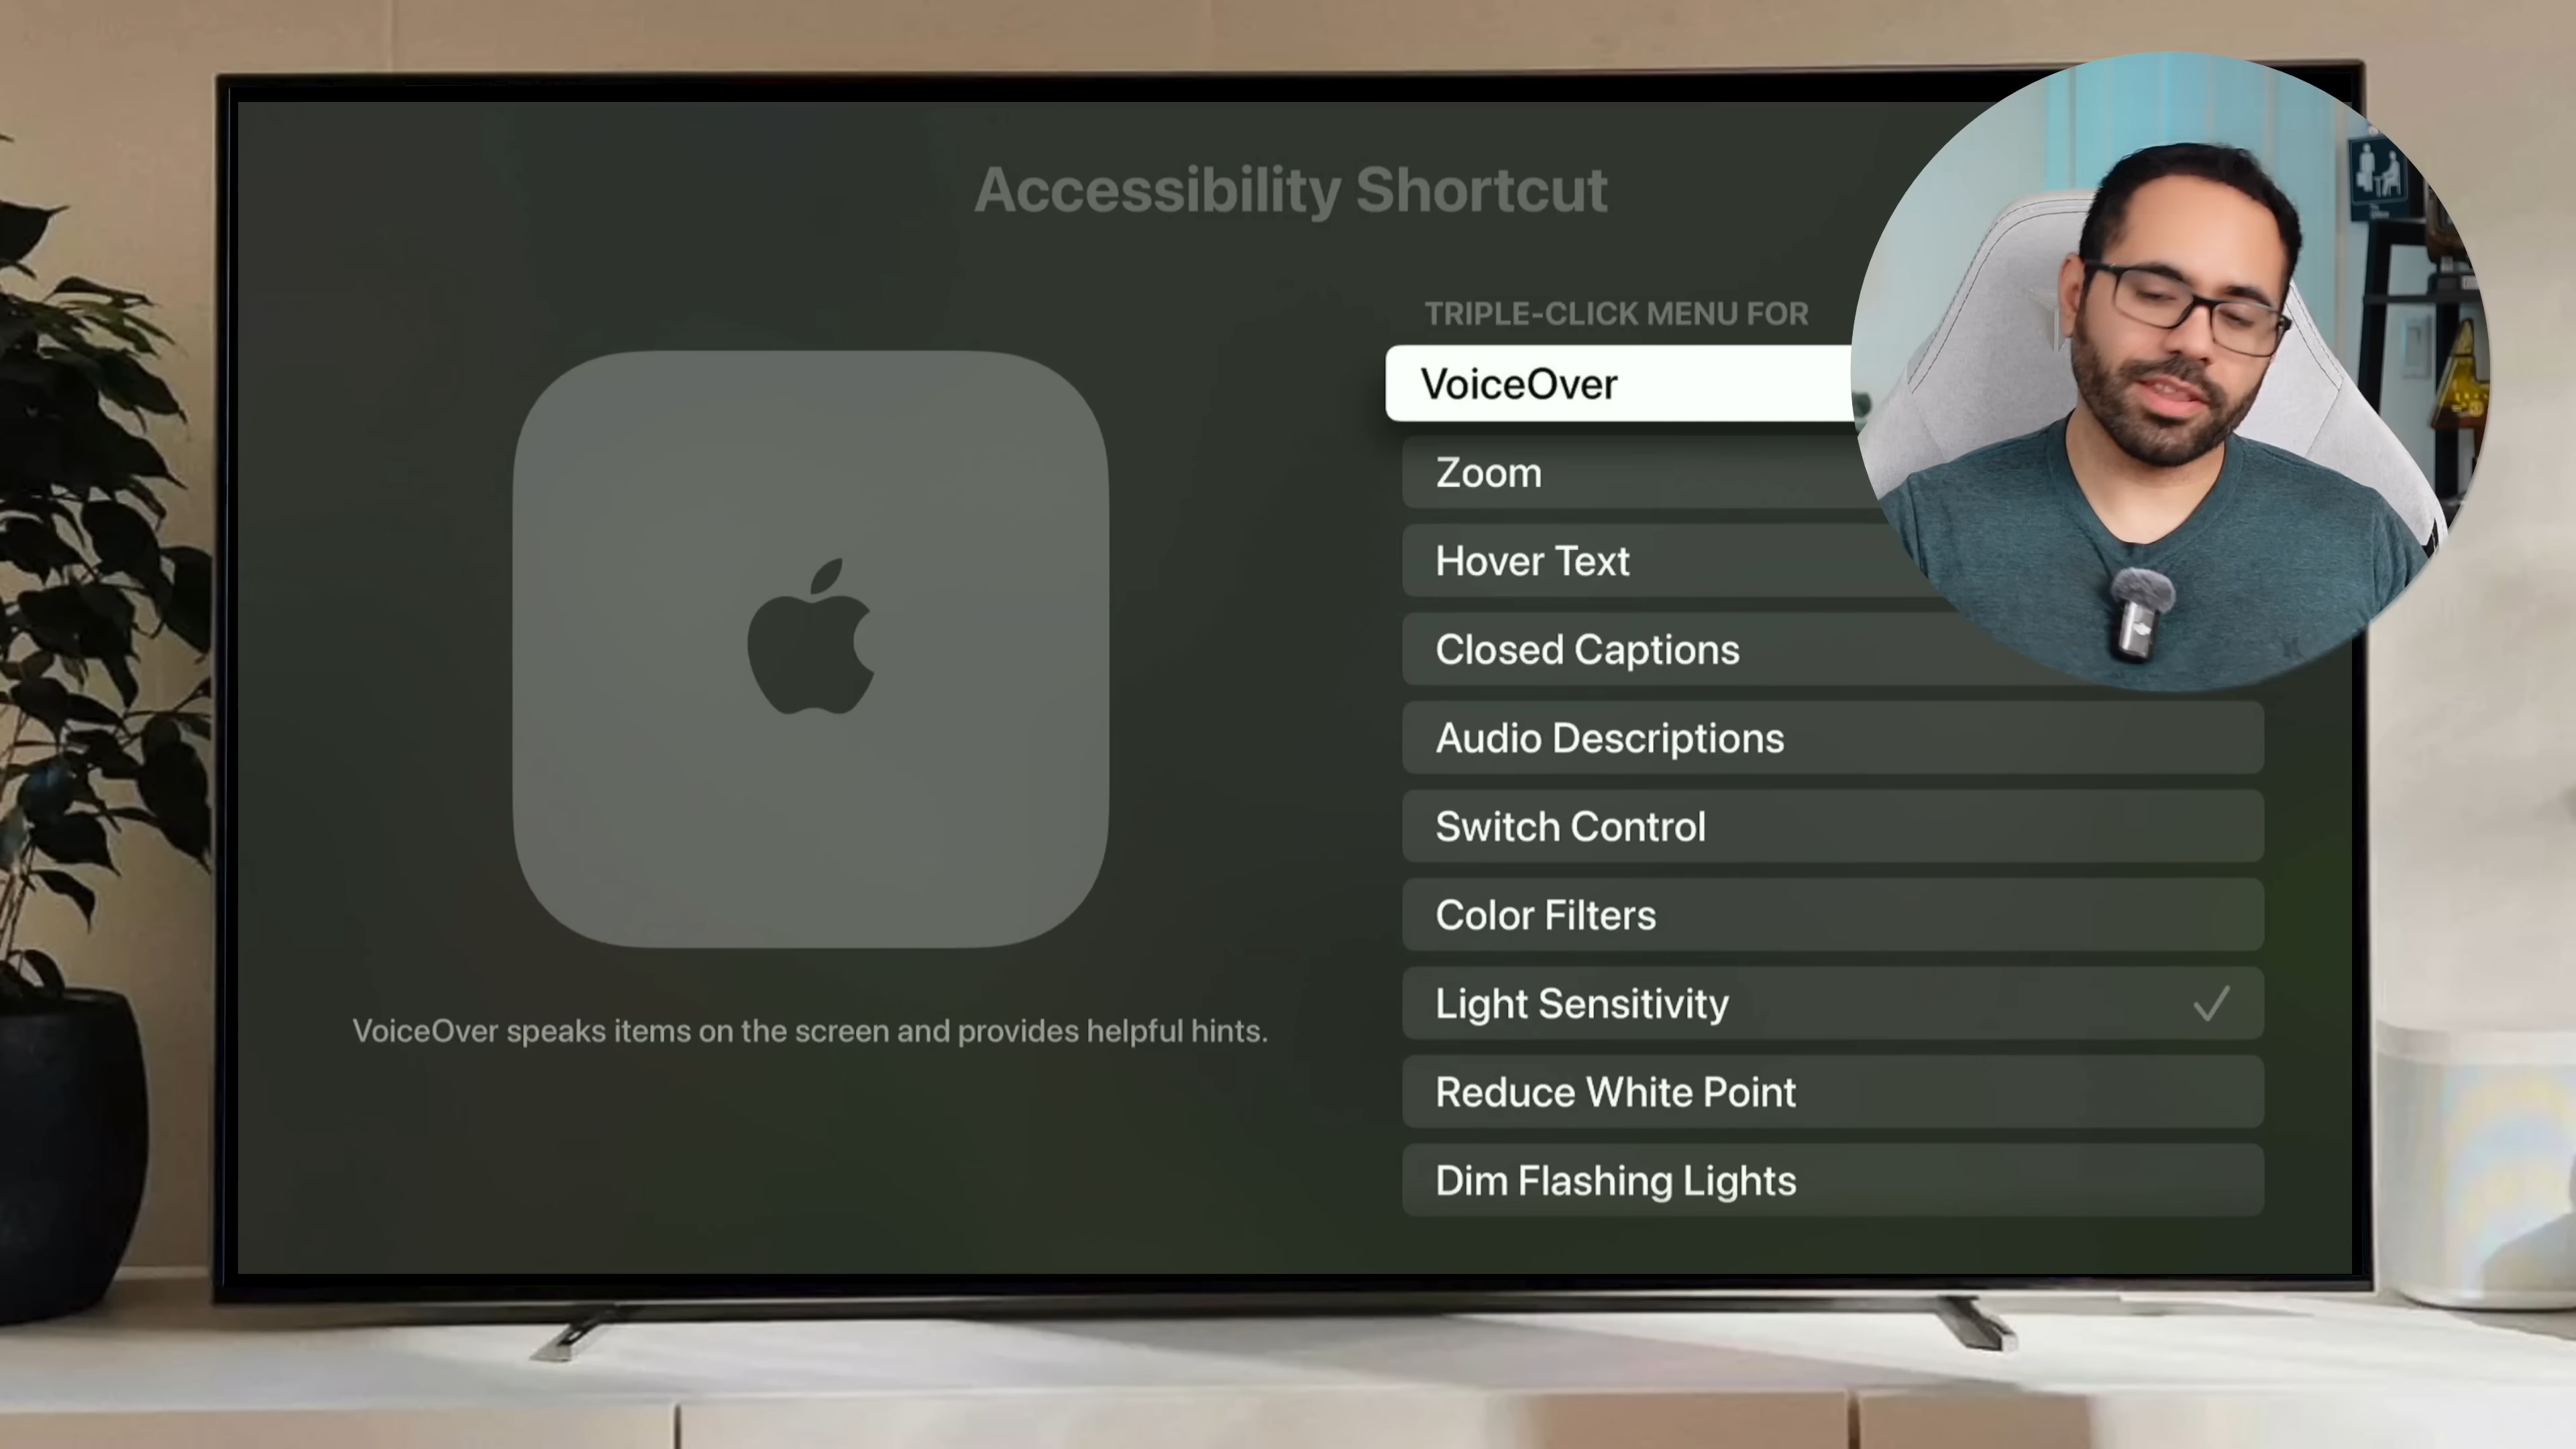 Accessibility Shortcut
TRIPLE-CLICK MENU FOR
VoiceOver
Zoom
Hover Text
Closed Captions
Audio Descriptions
Switch Control
Color Filters
Light Sensitivity
Reduce White Point
Dim Flashing Lights
VoiceOver speaks items on the screen and provides helpful hints.